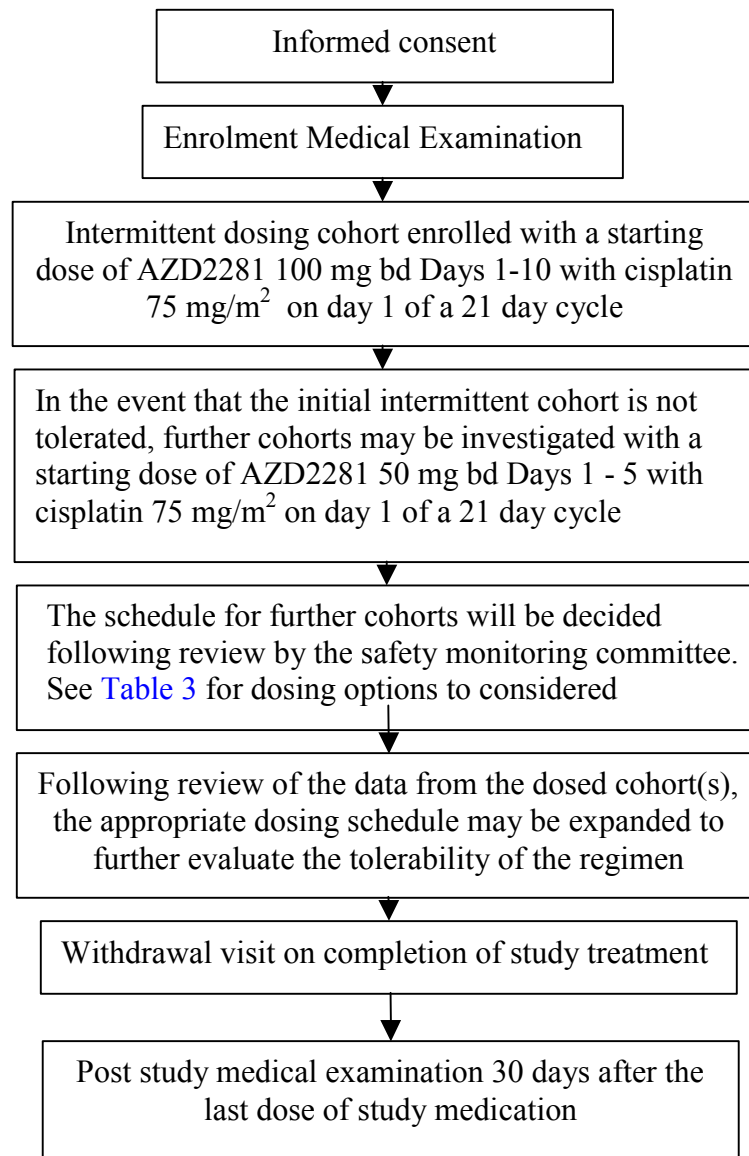 Informed consent
Enrolment Medical Examination
Intermittent dosing cohort enrolled with a starting
dose of AZD2281 100 mg bd Days 1-10 with cisplatin
75 mg/m² on day 1 of a 21 day cycle
In the event that the initial intermittent cohort is not
tolerated, further cohorts may be investigated with a
starting dose of AZD2281 50 mg bd Days 1 - 5 with
cisplatin 75 mg/m² on day 1 of a 21 day cycle
The schedule for further cohorts will be decided
following review by the safety monitoring committee.
See Table 3 for dosing options to considered
Following review of the data from the dosed cohort(s),
the appropriate dosing schedule may be expanded to
further evaluate the tolerability of the regimen
Withdrawal visit on completion of study treatment
Post study medical examination 30 days after the
last dose of study medication